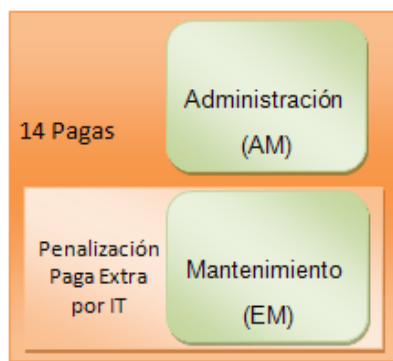 Administración
(AM)
14 Pagas
Penalización
Paga Extra
por IT
Mantenimiento
(EM)